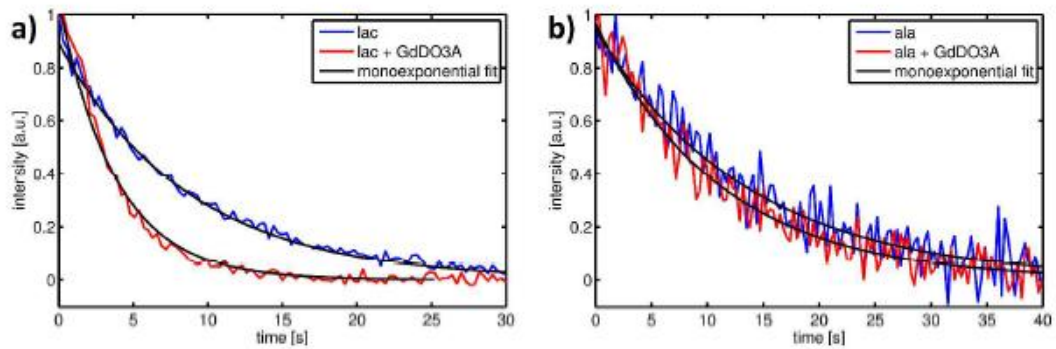 a)
lac
lac + GdDO3A
monoexponential fit
intensity [a.u.]
1
0.8
0.6
0.4
0.2
0
0 5 10 15 20 25 30
time [s]
b)
ala
ala + GdDO3A
monoexponential fit
intensity [a.u.]
1
0.8
0.6
0.4
0.2
0
0 5 10 15 20 25 30 35 40
time [s]